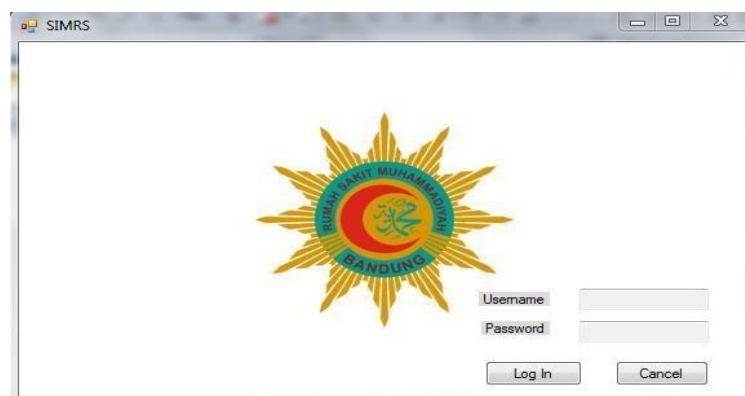 SIMRS
RUMAH SAKIT MUHAMMADIYAH
BANDUNG
Username
Password
Log In
Cancel